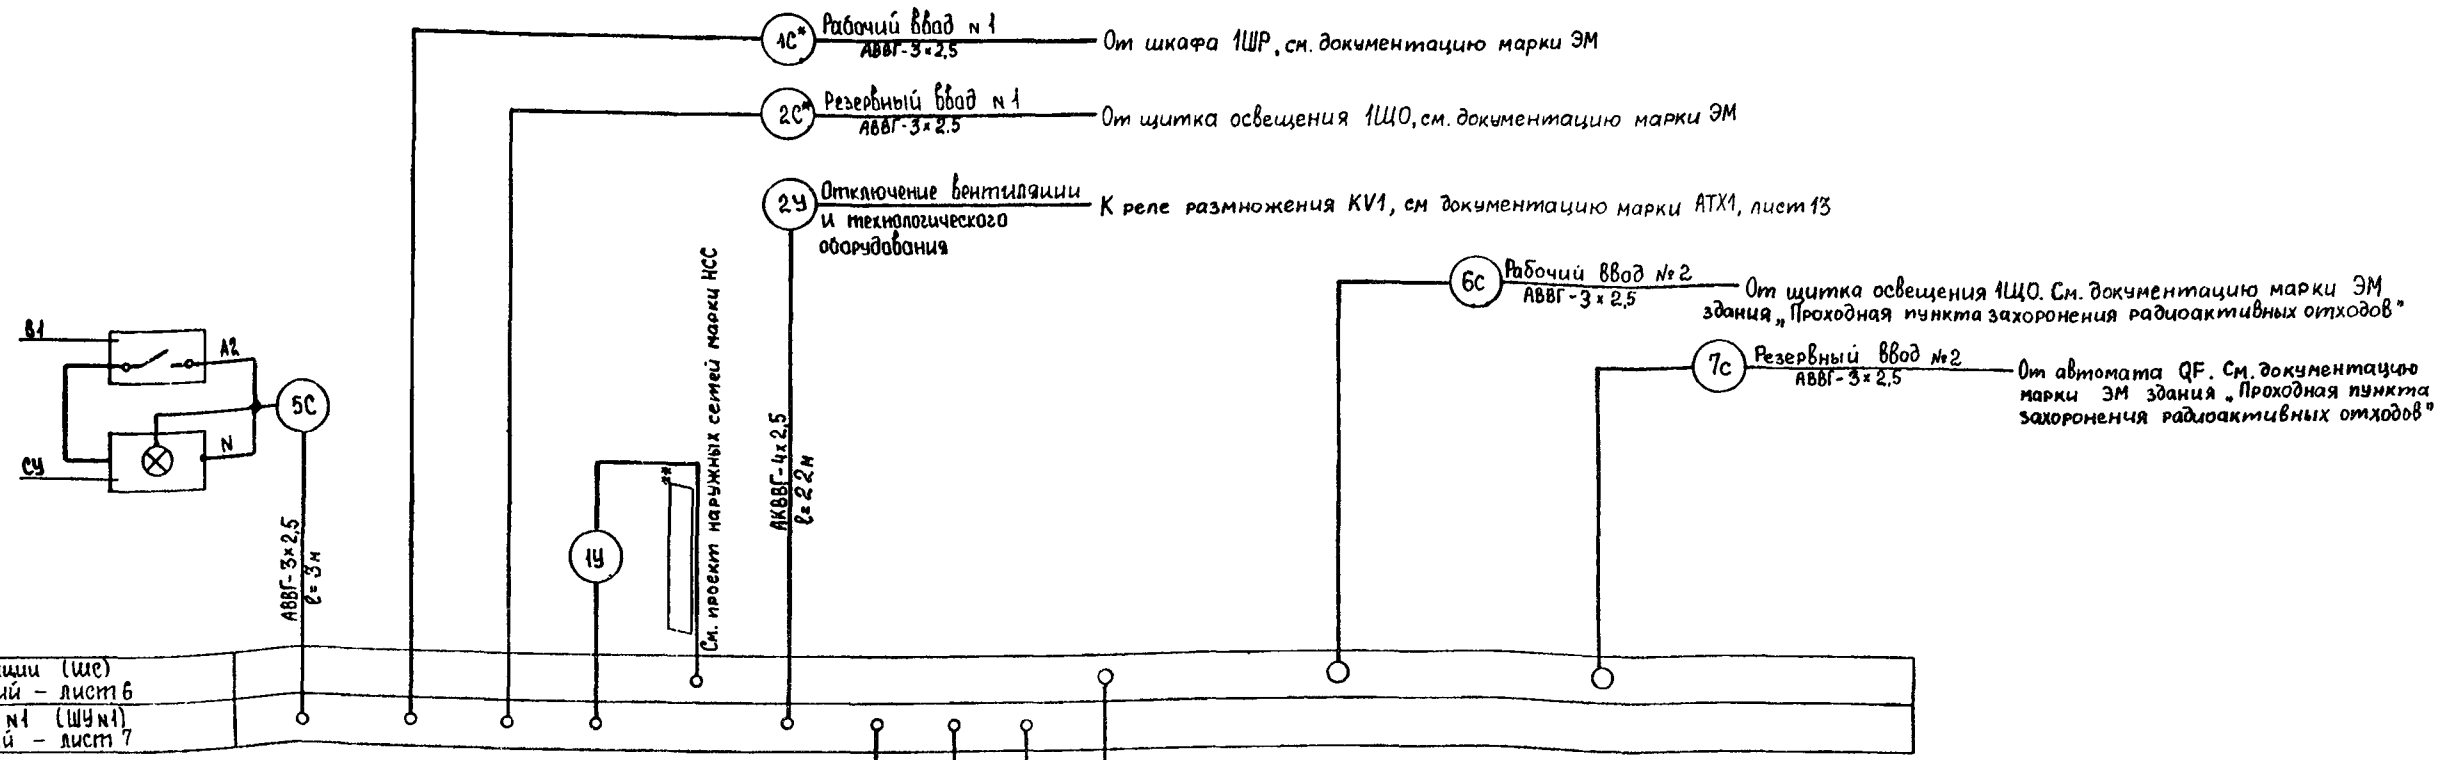 1С*
Рабочий ввод N 1
АВВГ-3×2,5
От шкафа 1ШР, см. документацию марки ЭМ
2С*
Резервный ввод N 1
АВВГ-3×2.5
От щитка освещения 1ЩО, см. документацию марки ЭМ
2У
Отключение вентиляции
и технологического
оборудования
К реле размножения KV1, см документацию марки АТХ1, лист 13
6С
Рабочий ввод №2
АВВГ-3×2,5
От щитка освещения 1ЩО. См. документацию марки ЭМ
здания „Проходная пункта захоронения радиоактивных отходов"
7С
Резервный ввод №2
АВВГ-3×2,5
От автомата QF. См. документацию
марки ЭМ здания „Проходная пункта
захоронения радиоактивных отходов"
В1
А2
5С
N
СУ
АВВГ-3×2,5
ℓ=3м
1У
**
См. проект наружных сетей марки НСС
АКВВГ-4×2,5
ℓ=22м
ции (ШС)
ий - лист 6
N1 (ШУN1)
й - лист 7